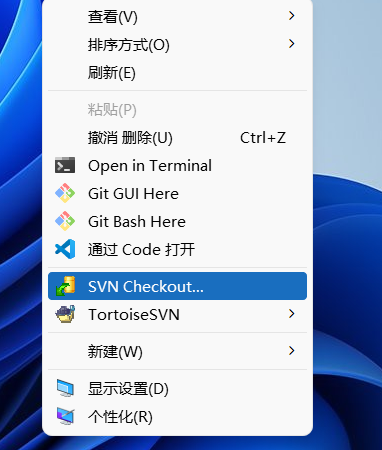 查看(V)
排序方式(O)
刷新(E)
粘贴(P)
撤消 删除(U) Ctrl+Z
Open in Terminal
Git GUI Here
Git Bash Here
通过 Code 打开
SVN Checkout...
TortoiseSVN
新建(W)
显示设置(D)
个性化(R)